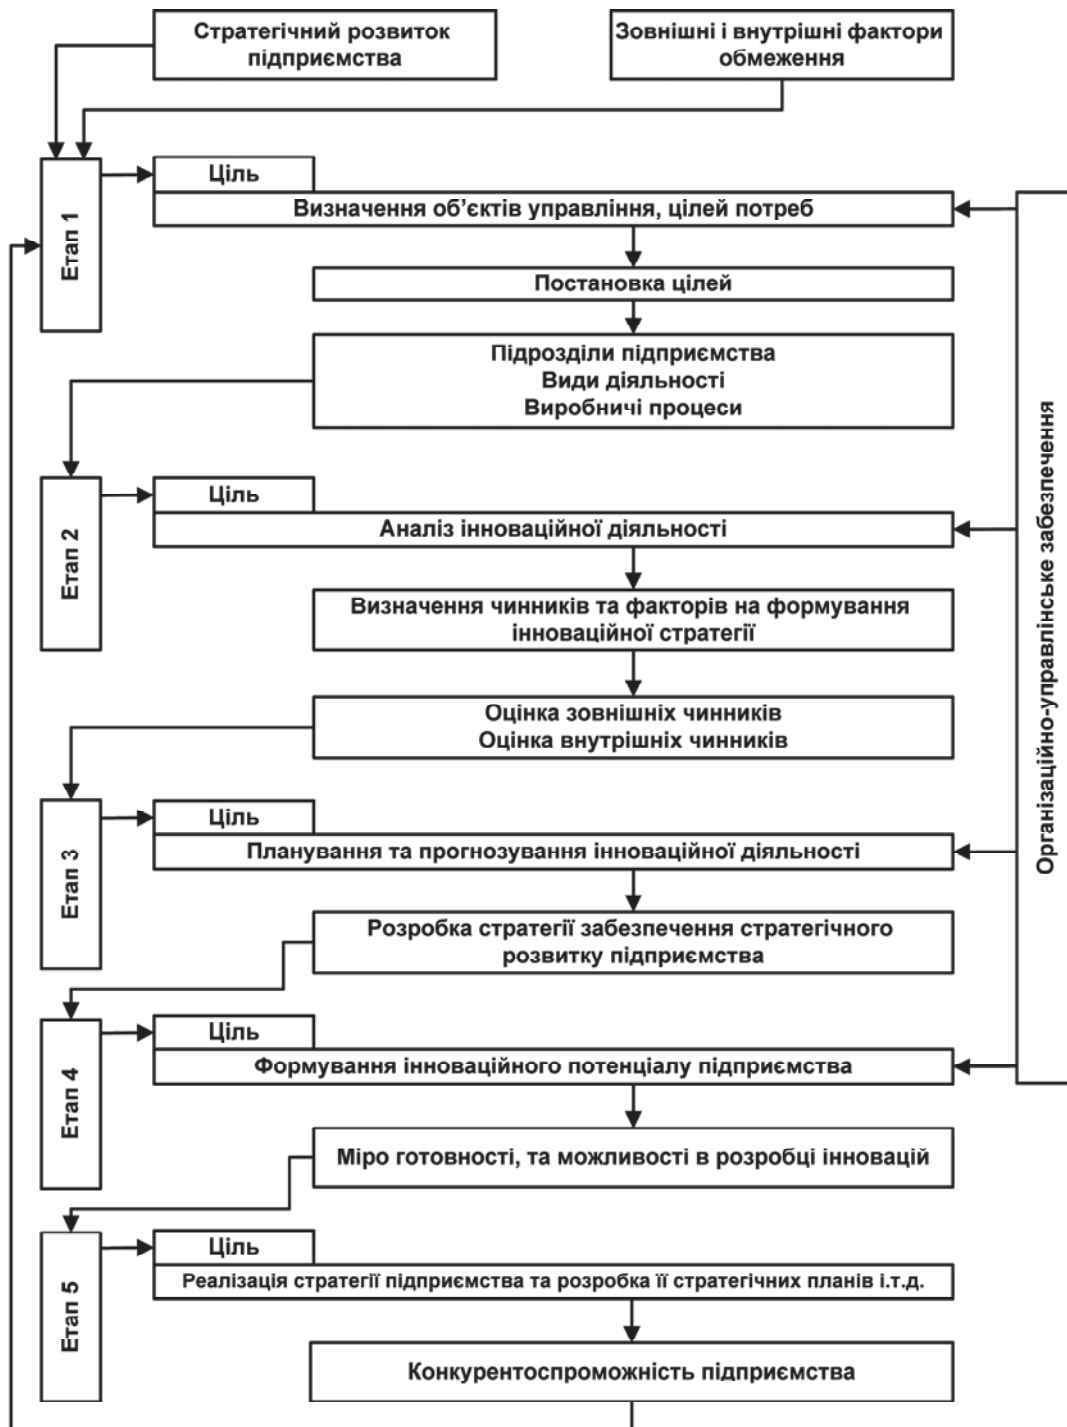 Стратегічний розвиток
підприємства
Зовнішні і внутрішні фактори
обмеження
Етап 1
Ціль
Визначення об’єктів управління, цілей потреб
Постановка цілей
Підрозділи підприємства
Види діяльності
Виробничі процеси
Організаційно-управлінське забезпечення
Етап 2
Ціль
Аналіз інноваційної діяльності
Визначення чинників та факторів на формування
інноваційної стратегії
Оцінка зовнішніх чинників
Оцінка внутрішніх чинників
Етап 3
Ціль
Планування та прогнозування інноваційної діяльності
Розробка стратегії забезпечення стратегічного
розвитку підприємства
Етап 4
Ціль
Формування інноваційного потенціалу підприємства
Міро готовності, та можливості в розробці інновацій
Етап 5
Ціль
Реалізація стратегії підприємства та розробка її стратегічних планів і.т.д.
Конкурентоспроможність підприємства